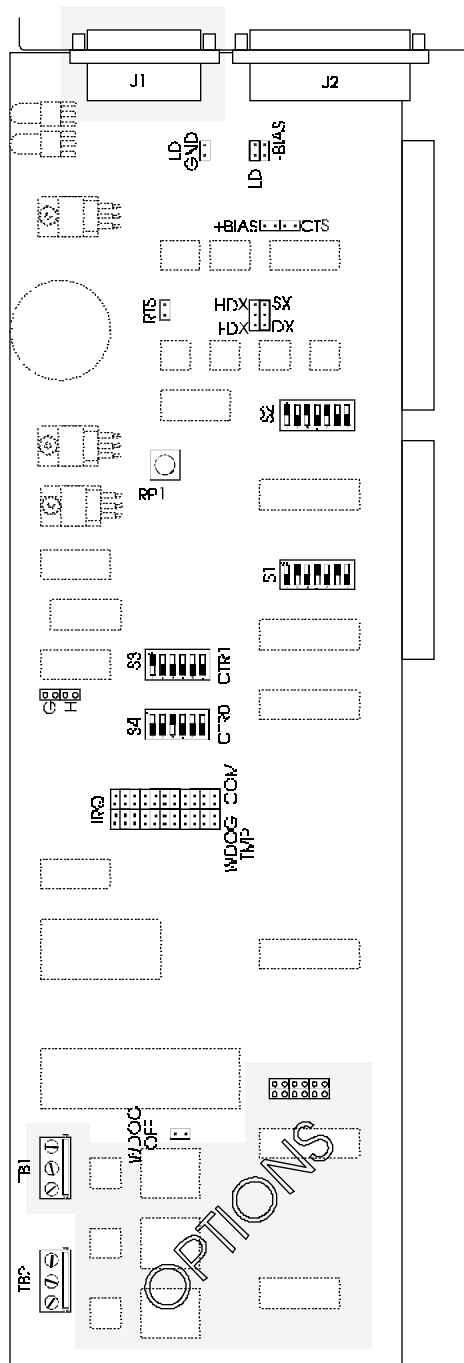 J1
J2
LD
GND
LD
-BIAS
+BIAS
CTS
RTS
HDX
SX
FDX
DX
S2
RP1
S1
S3
CTR1
G
H
S4
CTR0
IRQ
COM
WDOG
TMP
WDOG
OFF
TB1
TB2
OPTIONS